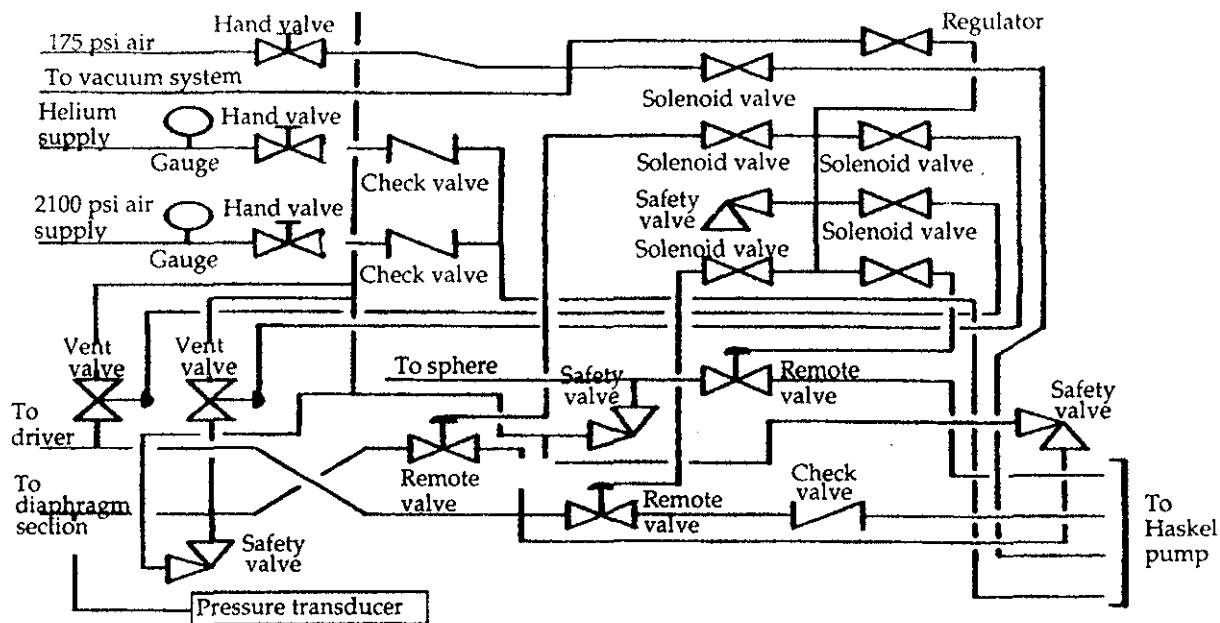 Hand valve
Regulator
175 psi air
To vacuum system
Solenoid valve
Helium
supply
Hand valve
Gauge
Check valve
Solenoid valve
Solenoid valve
2100 psi air
supply
Hand valve
Gauge
Check valve
Safety
valve
Solenoid valve
Solenoid valve
Vent
valve
Vent
valve
To sphere
Safety
valve
Remote
valve
Safety
valve
To
driver
Remote
valve
To
diaphragm
section
Remote
valve
Check
valve
To
Haskel
pump
Safety
valve
Pressure transducer